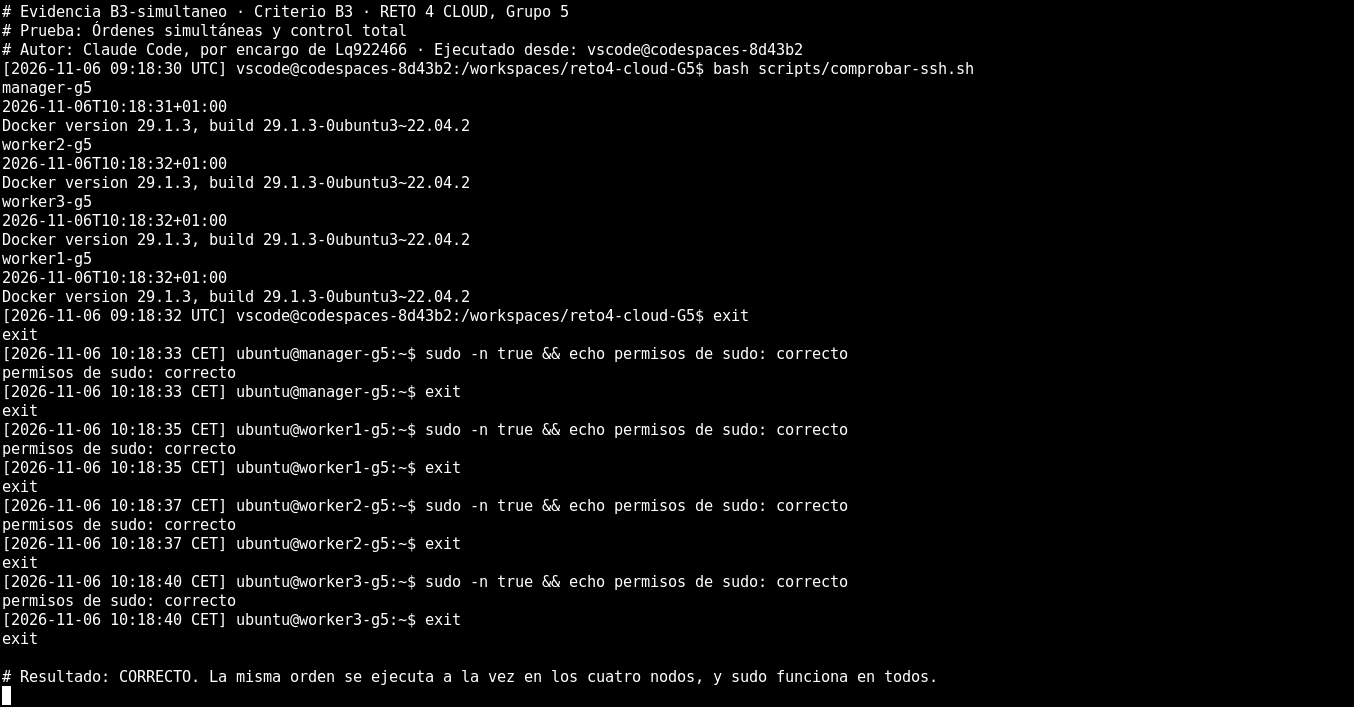 # Evidencia B3-simultaneo · Criterio B3 · RETO 4 CLOUD, Grupo 5
# Prueba: Órdenes simultáneas y control total
# Autor: Claude Code, por encargo de Lq922466 · Ejecutado desde: vscode@codespaces-8d43b2
[2026-11-06 09:18:30 UTC] vscode@codespaces-8d43b2:/workspaces/reto4-cloud-G5$ bash scripts/comprobar-ssh.sh
manager-g5
2026-11-06T10:18:31+01:00
Docker version 29.1.3, build 29.1.3-0ubuntu3~22.04.2
worker2-g5
2026-11-06T10:18:32+01:00
Docker version 29.1.3, build 29.1.3-0ubuntu3~22.04.2
worker3-g5
2026-11-06T10:18:32+01:00
Docker version 29.1.3, build 29.1.3-0ubuntu3~22.04.2
worker1-g5
2026-11-06T10:18:32+01:00
Docker version 29.1.3, build 29.1.3-0ubuntu3~22.04.2
[2026-11-06 09:18:32 UTC] vscode@codespaces-8d43b2:/workspaces/reto4-cloud-G5$ exit
exit
[2026-11-06 10:18:33 CET] ubuntu@manager-g5:~$ sudo -n true && echo permisos de sudo: correcto
permisos de sudo: correcto
[2026-11-06 10:18:33 CET] ubuntu@manager-g5:~$ exit
exit
[2026-11-06 10:18:35 CET] ubuntu@worker1-g5:~$ sudo -n true && echo permisos de sudo: correcto
permisos de sudo: correcto
[2026-11-06 10:18:35 CET] ubuntu@worker1-g5:~$ exit
exit
[2026-11-06 10:18:37 CET] ubuntu@worker2-g5:~$ sudo -n true && echo permisos de sudo: correcto
permisos de sudo: correcto
[2026-11-06 10:18:37 CET] ubuntu@worker2-g5:~$ exit
exit
[2026-11-06 10:18:40 CET] ubuntu@worker3-g5:~$ sudo -n true && echo permisos de sudo: correcto
permisos de sudo: correcto
[2026-11-06 10:18:40 CET] ubuntu@worker3-g5:~$ exit
exit
# Resultado: CORRECTO. La misma orden se ejecuta a la vez en los cuatro nodos, y sudo funciona en todos.